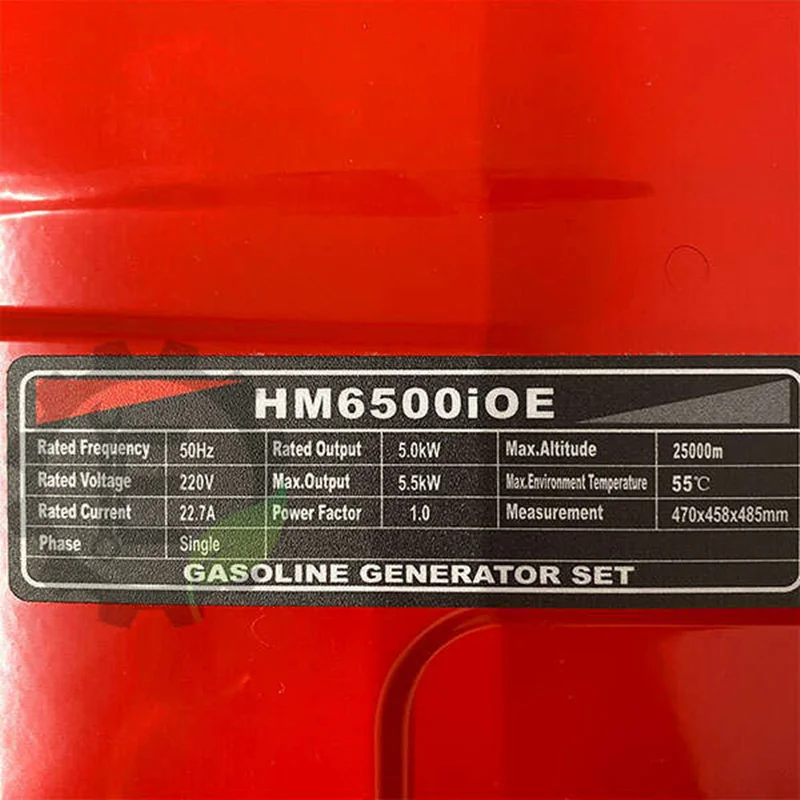 HM6500iOE
Rated Frequency 50Hz Rated Output 5.0kW Max.Altitude 25000m
Rated Voltage 220V Max.Output 5.5kW Max.Environment Temperature 55℃
Rated Current 22.7A Power Factor 1.0 Measurement 470x458x485mm
Phase Single
GASOLINE GENERATOR SET